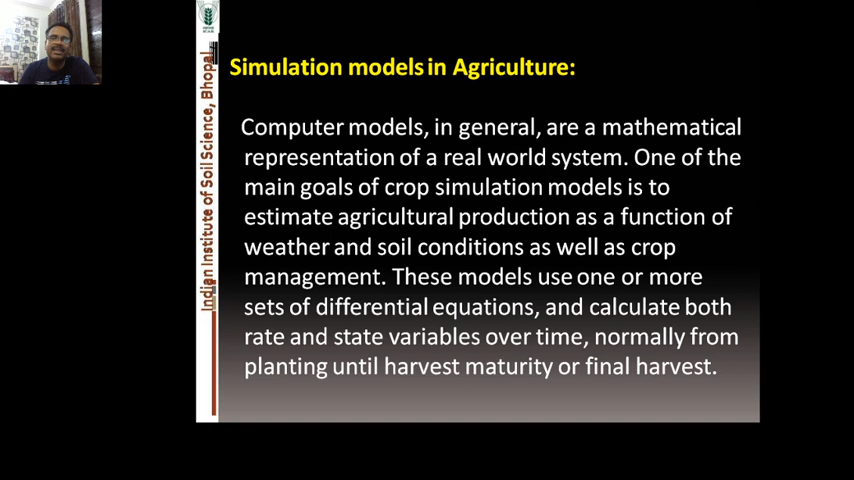 Simulation models in Agriculture:
Computer models, in general, are a mathematical
representation of a real world system. One of the
main goals of crop simulation models is to
estimate agricultural production as a function of
weather and soil conditions as well as crop
management. These models use one or more
sets of differential equations, and calculate both
rate and state variables over time, normally from
planting until harvest maturity or final harvest.
Indian Institute of Soil Science, Bhopal